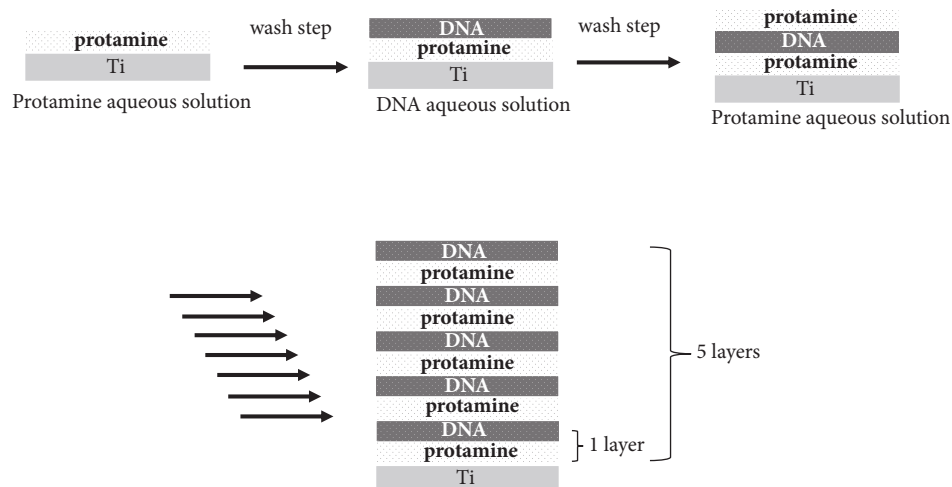 protamine
Ti
Protamine aqueous solution
wash step
DNA
protamine
Ti
DNA aqueous solution
wash step
protamine
DNA
protamine
Ti
Protamine aqueous solution
DNA
protamine
DNA
protamine
DNA
protamine
DNA
protamine
DNA
protamine
Ti
5 layers
1 layer